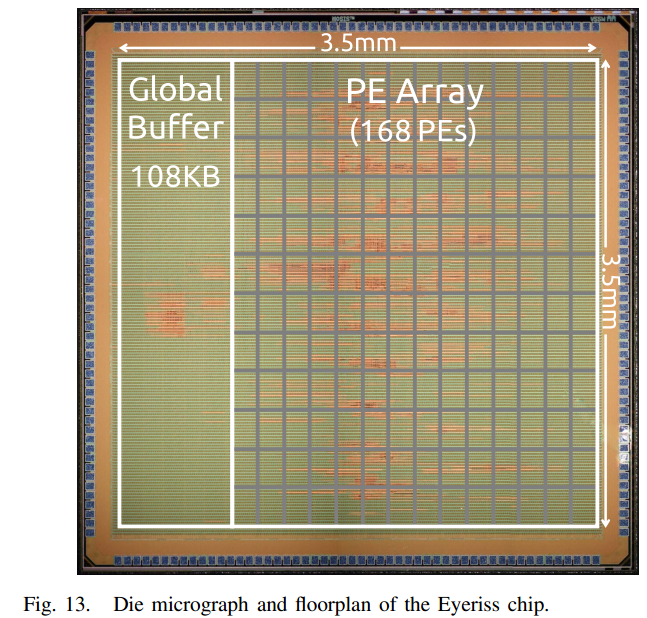 MOSIS
3.5mm
Global
Buffer
108KB
PE Array
(168 PEs)
3.5mm
Fig. 13. Die micrograph and floorplan of the Eyeriss chip.